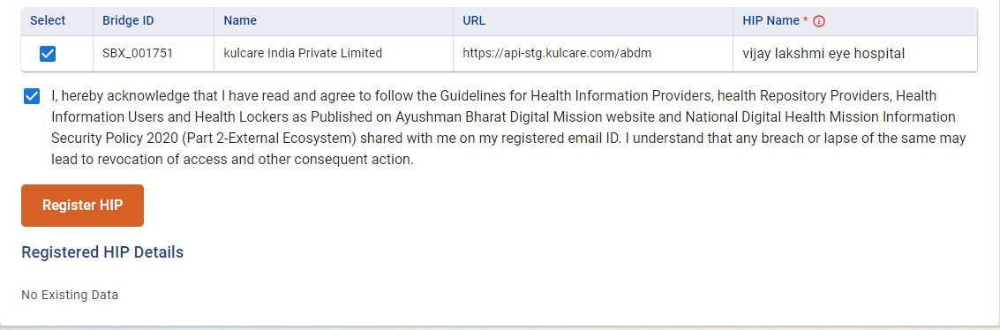 Select Bridge ID Name URL HIP Name *
SBX_001751 kulcare India Private Limited https://api-stg.kulcare.com/abdm vijay lakshmi eye hospital
I, hereby acknowledge that I have read and agree to follow the Guidelines for Health Information Providers, health Repository Providers, Health
Information Users and Health Lockers as Published on Ayushman Bharat Digital Mission website and National Digital Health Mission Information
Security Policy 2020 (Part 2-External Ecosystem) shared with me on my registered email ID. I understand that any breach or lapse of the same may
lead to revocation of access and other consequent action.
Register HIP
Registered HIP Details
No Existing Data